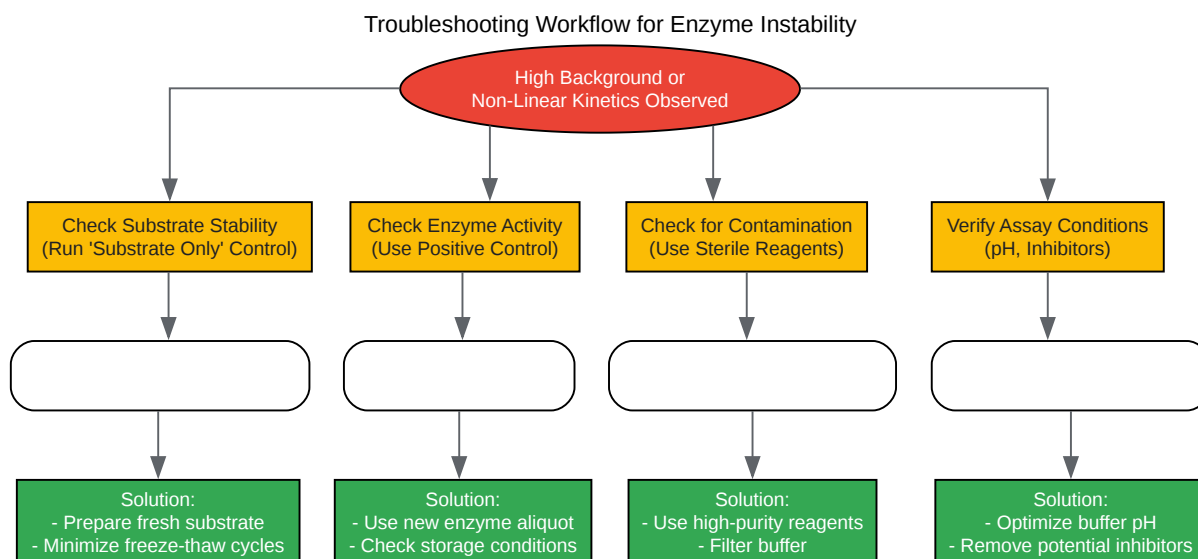 Troubleshooting Workflow for Enzyme Instability
High Background or
Non-Linear Kinetics Observed
Check Substrate Stability
(Run 'Substrate Only' Control)
Check Enzyme Activity
(Use Positive Control)
Check for Contamination
(Use Sterile Reagents)
Verify Assay Conditions
(pH, Inhibitors)
Solution:
- Prepare fresh substrate
- Minimize freeze-thaw cycles
Solution:
- Use new enzyme aliquot
- Check storage conditions
Solution:
- Use high-purity reagents
- Filter buffer
Solution:
- Optimize buffer pH
- Remove potential inhibitors